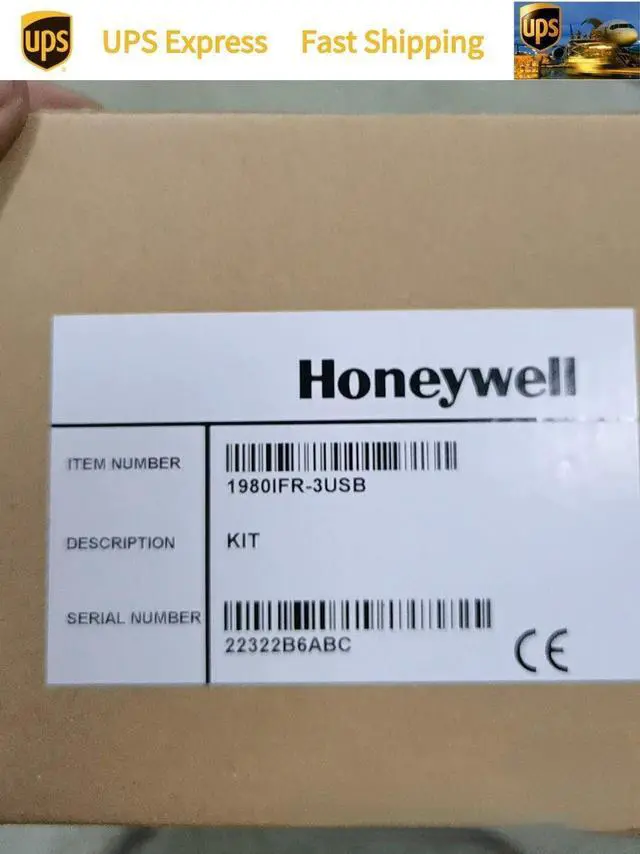 ups
UPS Express Fast Shipping
ups
Honeywell
ITEM NUMBER
1980IFR-3USB
DESCRIPTION
KIT
SERIAL NUMBER
22322B6ABC
CE